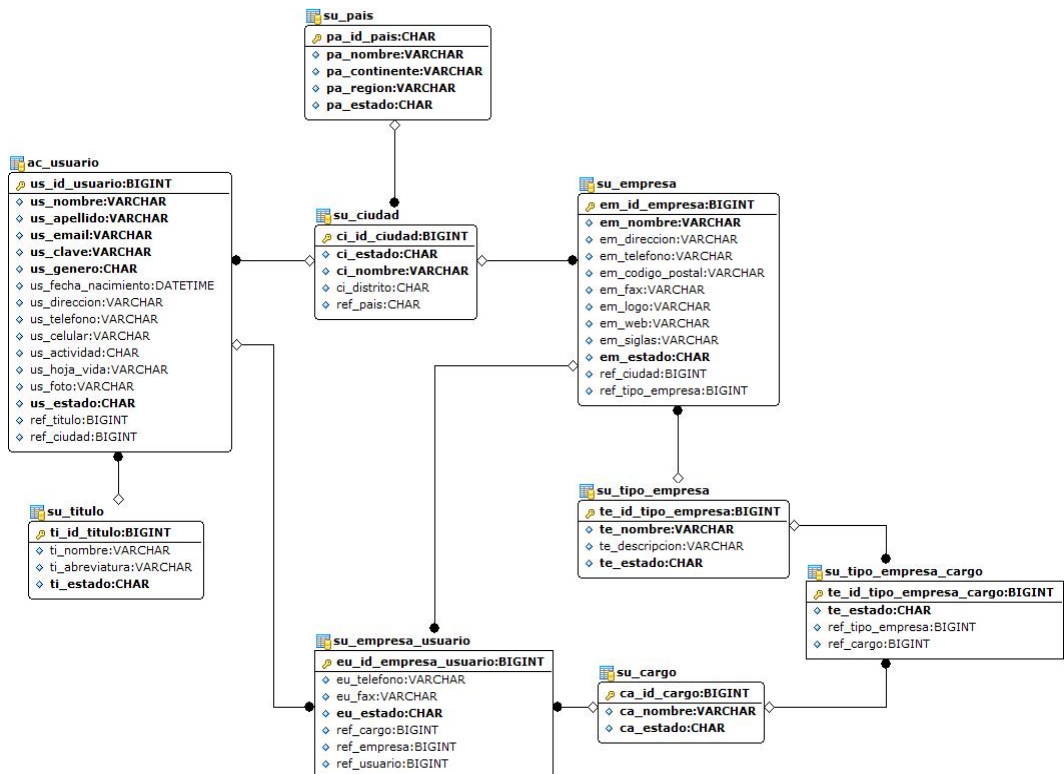 su_pais
pa_id_pais:CHAR
pa_nombre:VARCHAR
pa_continente:VARCHAR
pa_region:VARCHAR
pa_estado:CHAR
ac_usuario
us_id_usuario:BIGINT
us_nombre:VARCHAR
us_apellido:VARCHAR
us_email:VARCHAR
us_clave:VARCHAR
us_genero:CHAR
us_fecha_nacimiento:DATETIME
us_direccion:VARCHAR
us_telefono:VARCHAR
us_celular:VARCHAR
us_actividad:CHAR
us_hoja_vida:VARCHAR
us_foto:VARCHAR
us_estado:CHAR
ref_titulo:BIGINT
ref_ciudad:BIGINT
su_ciudad
ci_id_ciudad:BIGINT
ci_estado:CHAR
ci_nombre:VARCHAR
ci_distrito:CHAR
ref_pais:CHAR
su_empresa
em_id_empresa:BIGINT
em_nombre:VARCHAR
em_direccion:VARCHAR
em_telefono:VARCHAR
em_codigo_postal:VARCHAR
em_fax:VARCHAR
em_logo:VARCHAR
em_web:VARCHAR
em_siglas:VARCHAR
em_estado:CHAR
ref_ciudad:BIGINT
ref_tipo_empresa:BIGINT
su_titulo
ti_id_titulo:BIGINT
ti_nombre:VARCHAR
ti_abreviatura:VARCHAR
ti_estado:CHAR
su_tipo_empresa
te_id_tipo_empresa:BIGINT
te_nombre:VARCHAR
te_descripcion:VARCHAR
te_estado:CHAR
su_tipo_empresa_cargo
te_id_tipo_empresa_cargo:BIGINT
te_estado:CHAR
ref_tipo_empresa:BIGINT
ref_cargo:BIGINT
su_empresa_usuario
eu_id_empresa_usuario:BIGINT
eu_telefono:VARCHAR
eu_fax:VARCHAR
eu_estado:CHAR
ref_cargo:BIGINT
ref_empresa:BIGINT
ref_usuario:BIGINT
su_cargo
ca_id_cargo:BIGINT
ca_nombre:VARCHAR
ca_estado:CHAR